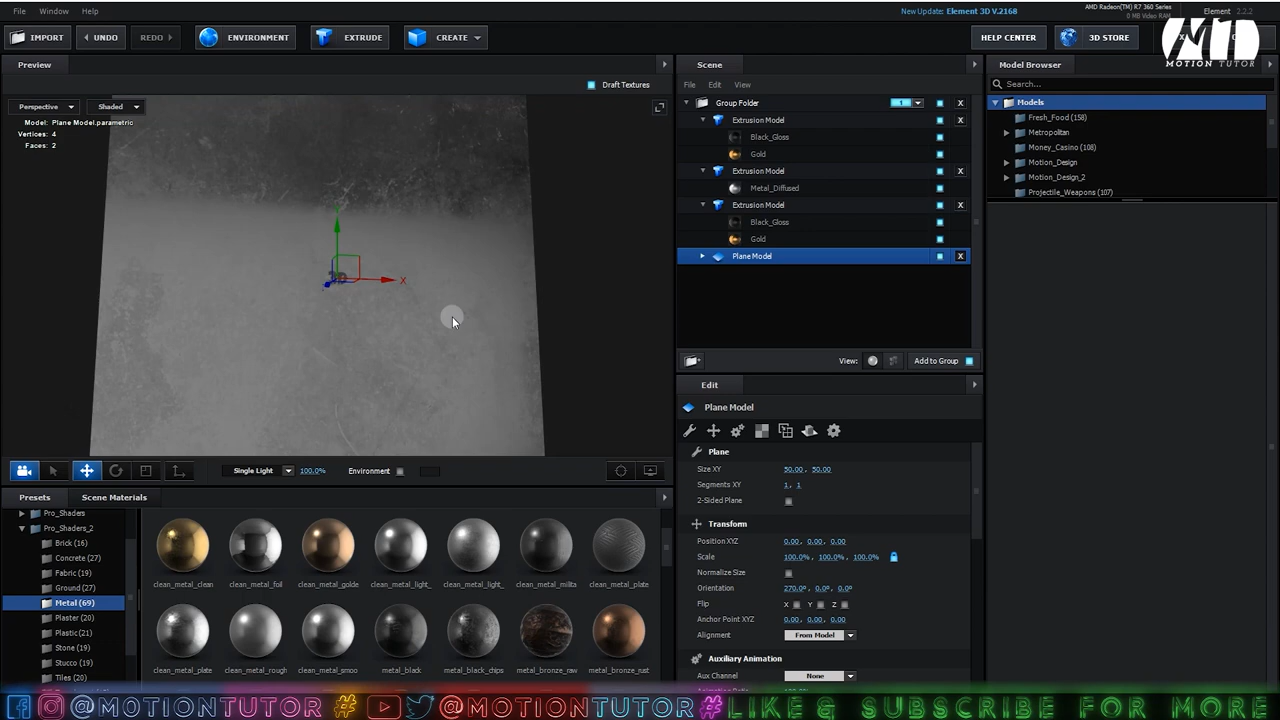 File Window Help
New Update: Element 3D V.2168
AMD Radeon(TM) R7 360 Series
0 MB Video RAM
Element 2.2.2
IMPORT UNDO REDO ENVIRONMENT EXTRUDE CREATE HELP CENTER 3D STORE X
MOTION TUTOR
Preview
Draft Textures
Perspective Shaded
Model: Plane Model.parametric
Vertices: 4
Faces: 2
X
Single Light 100.0% Environment
Presets Scene Materials
Pro_Shaders
Pro_Shaders_2
Brick (16)
Concrete (27)
Fabric (19)
Ground (27)
Metal (69)
Plaster (20)
Plastic (21)
Stone (19)
Stucco (19)
Tiles (20)
clean_metal_clean clean_metal_foil clean_metal_golde clean_metal_light_ clean_metal_light_ clean_metal_milita clean_metal_plate
clean_metal_plate clean_metal_rough clean_metal_smoo metal_black metal_black_chips metal_bronze_raw metal_bronze_rust
Scene
File Edit View
Group Folder 1 X
Extrusion Model X
Black_Gloss
Gold
Extrusion Model X
Metal_Diffused
Extrusion Model X
Black_Gloss
Gold
Plane Model X
View: Add to Group
Edit
Plane Model
Plane
Size XY 50.00, 50.00
Segments XY 1, 1
2-Sided Plane
Transform
Position XYZ 0.00, 0.00, 0.00
Scale 100.0%, 100.0%, 100.0%
Normalize Size
Orientation 270.0°, 0.0°, 0.0°
Flip X Y Z
Anchor Point XYZ 0.00, 0.00, 0.00
Alignment From Model
Auxiliary Animation
Aux Channel None
Model Browser
Search...
Models
Fresh_Food (158)
Metropolitan
Money_Casino (108)
Motion_Design
Motion_Design_2
Projectile_Weapons (107)
@MOTIONTUTOR # @MOTIONTUTOR # LIKE & SUBSCRIBE FOR MORE